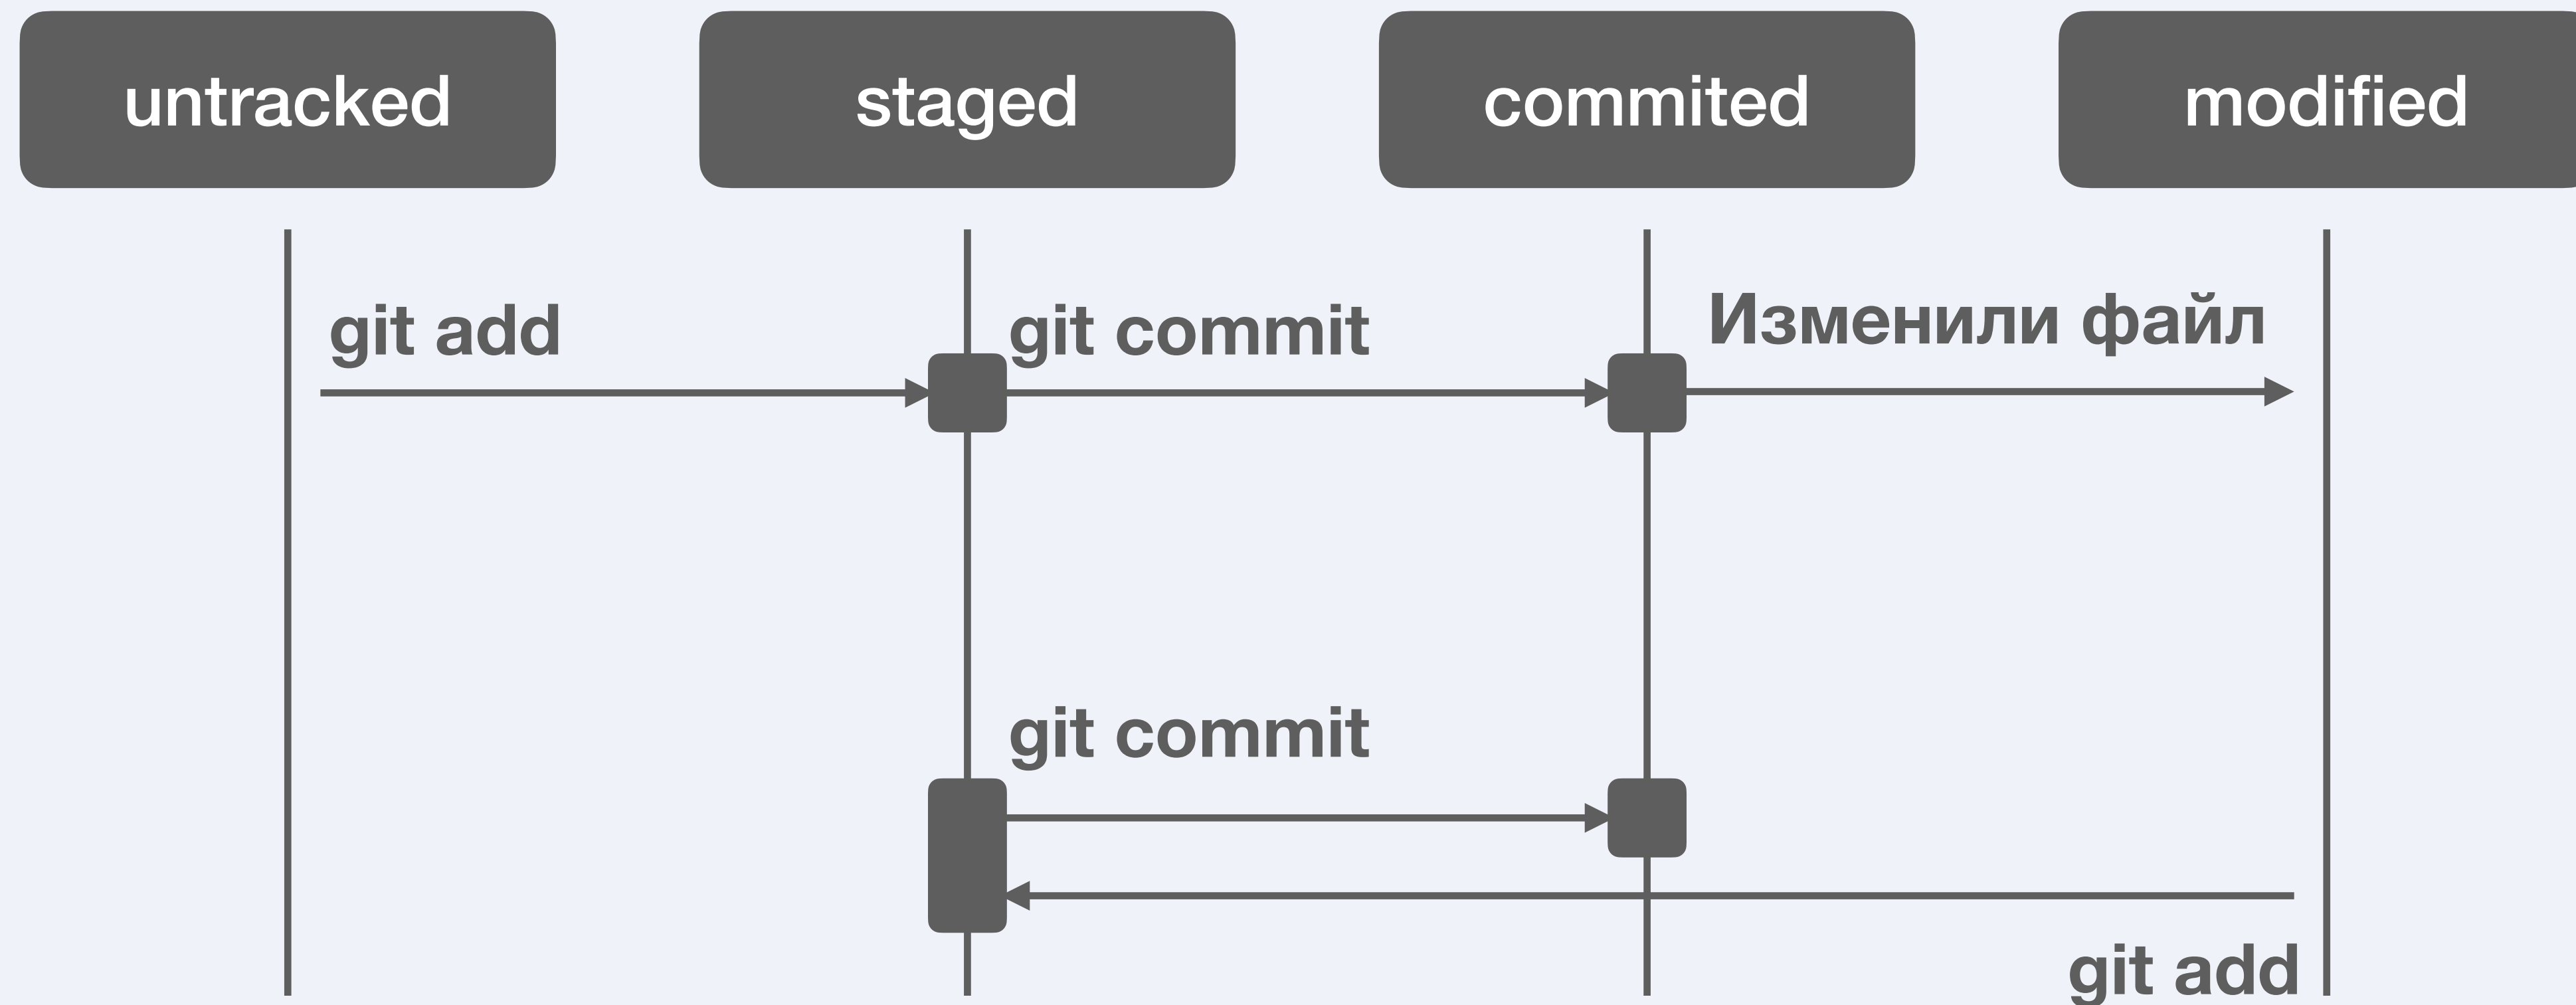 untracked
staged
commited
modified
git add
git commit
Изменили файл
git commit
git add